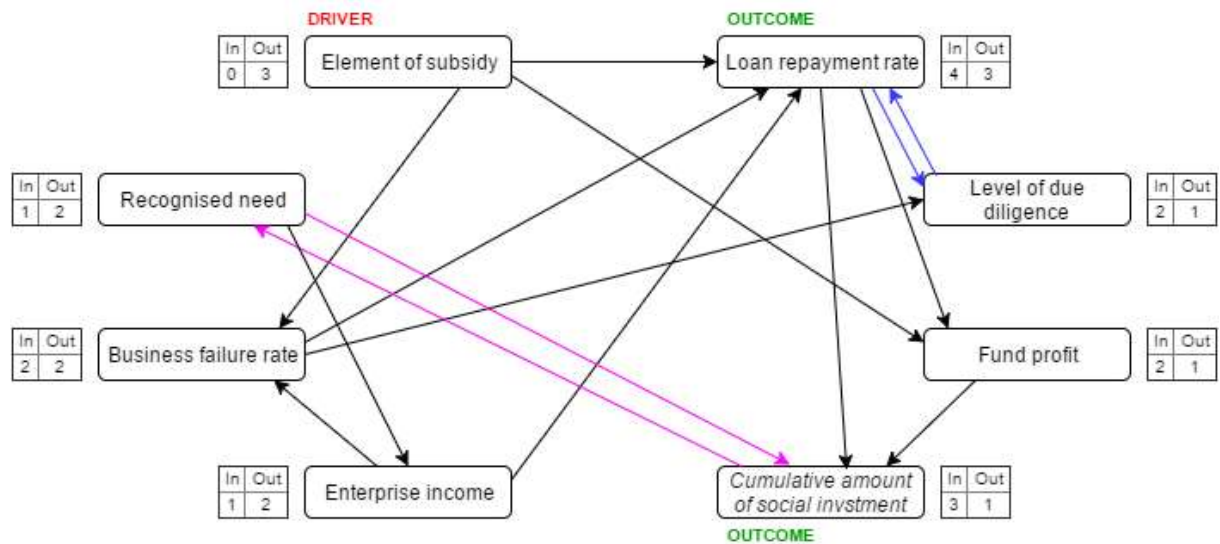 DRIVER
OUTCOME
In Out
0 3
Element of subsidy
Loan repayment rate
In Out
4 3
In Out
1 2
Recognised need
Level of due
diligence
In Out
2 1
In Out
2 2
Business failure rate
Fund profit
In Out
2 1
In Out
1 2
Enterprise income
Cumulative amount
of social invstment
In Out
3 1
OUTCOME